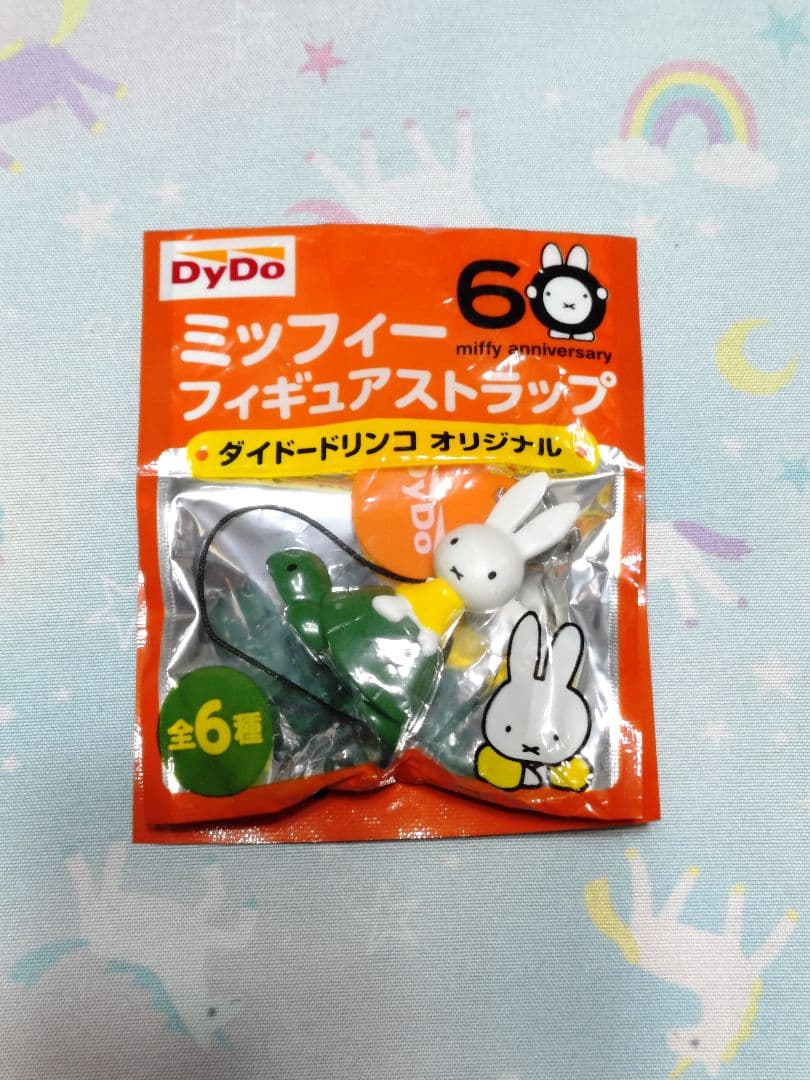 DyDo
60
miffy anniversary
ミッフィー
フィギュアストラップ
ダイドードリンコ オリジナル
DyDo
全6種